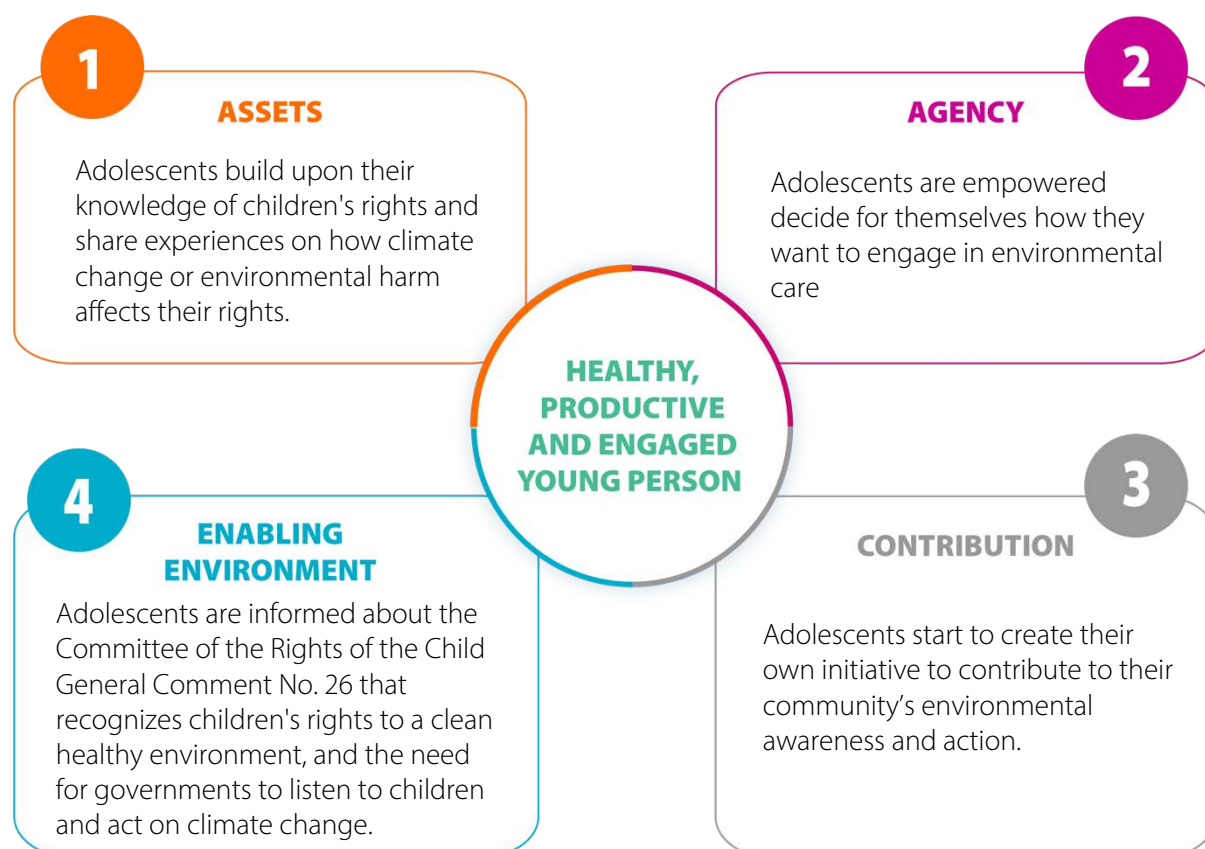 1
ASSETS
Adolescents build upon their
knowledge of children's rights and
share experiences on how climate
change or environmental harm
affects their rights.
2
AGENCY
Adolescents are empowered
decide for themselves how they
want to engage in environmental
care
HEALTHY,
PRODUCTIVE
AND ENGAGED
YOUNG PERSON
3
CONTRIBUTION
Adolescents start to create their
own initiative to contribute to their
community’s environmental
awareness and action.
4
ENABLING
ENVIRONMENT
Adolescents are informed about the
Committee of the Rights of the Child
General Comment No. 26 that
recognizes children's rights to a clean
healthy environment, and the need
for governments to listen to children
and act on climate change.